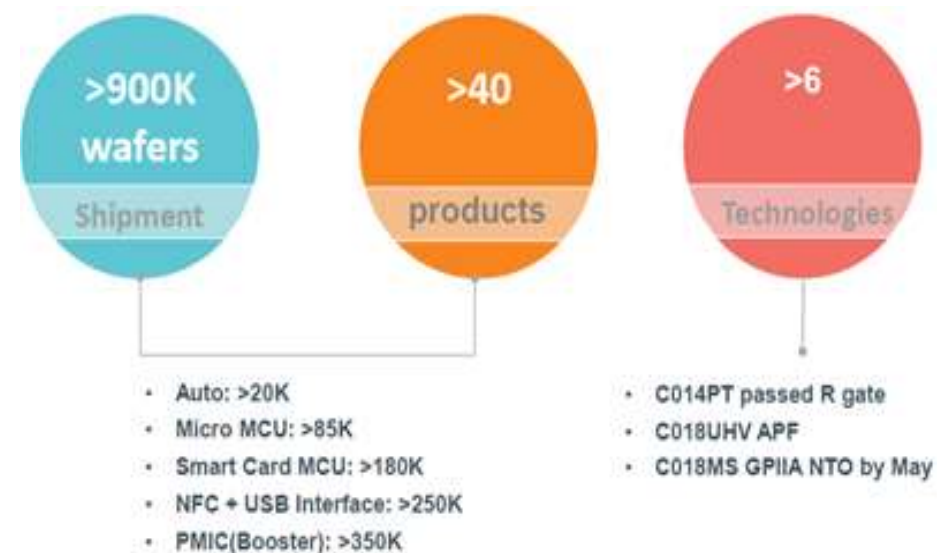 >900K
wafers
Shipment
>40
products
>6
Technologies
• Auto: >20K
• Micro MCU: >85K
• Smart Card MCU: >180K
• NFC + USB Interface: >250K
• PMIC(Booster): >350K
• C014PT passed R gate
• C018UHV APF
• C018MS GPIIA NTO by May